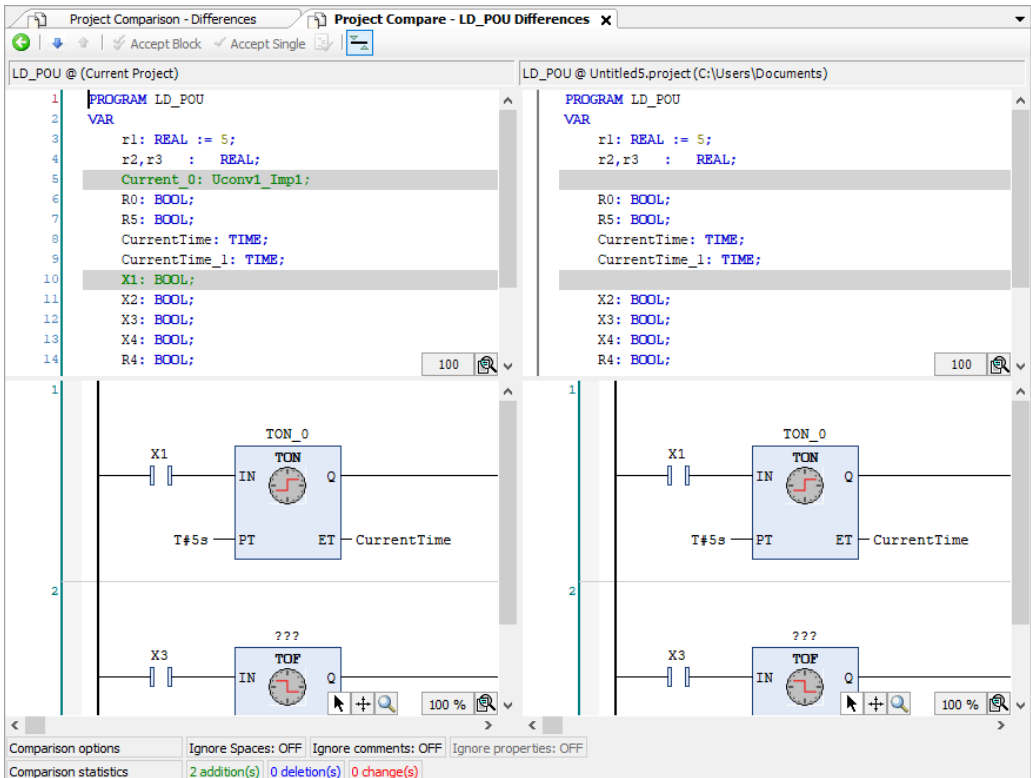 Project Comparison - Differences
Project Compare - LD_POU Differences
Accept Block
Accept Single
LD_POU @ (Current Project)
1 PROGRAM LD_POU
2 VAR
3 r1: REAL := 5;
4 r2,r3 : REAL;
5 Current_0: Uconv1_Imp1;
6 R0: BOOL;
7 R5: BOOL;
8 CurrentTime: TIME;
9 CurrentTime_1: TIME;
10 X1: BOOL;
11 X2: BOOL;
12 X3: BOOL;
13 X4: BOOL;
14 R4: BOOL;
100
LD_POU @ Untitled5.project (C:\Users\Documents)
PROGRAM LD_POU
VAR
r1: REAL := 5;
r2,r3 : REAL;
R0: BOOL;
R5: BOOL;
CurrentTime: TIME;
CurrentTime_1: TIME;
X2: BOOL;
X3: BOOL;
X4: BOOL;
R4: BOOL;
100
1
TON_0
X1
TON
IN Q
T#5s PT ET CurrentTime
2
???
X3
TOF
IN Q
100 %
1
TON_0
X1
TON
IN Q
T#5s PT ET CurrentTime
2
???
X3
TOF
IN Q
100 %
Comparison options Ignore Spaces: OFF Ignore comments: OFF Ignore properties: OFF
Comparison statistics 2 addition(s) 0 deletion(s) 0 change(s)